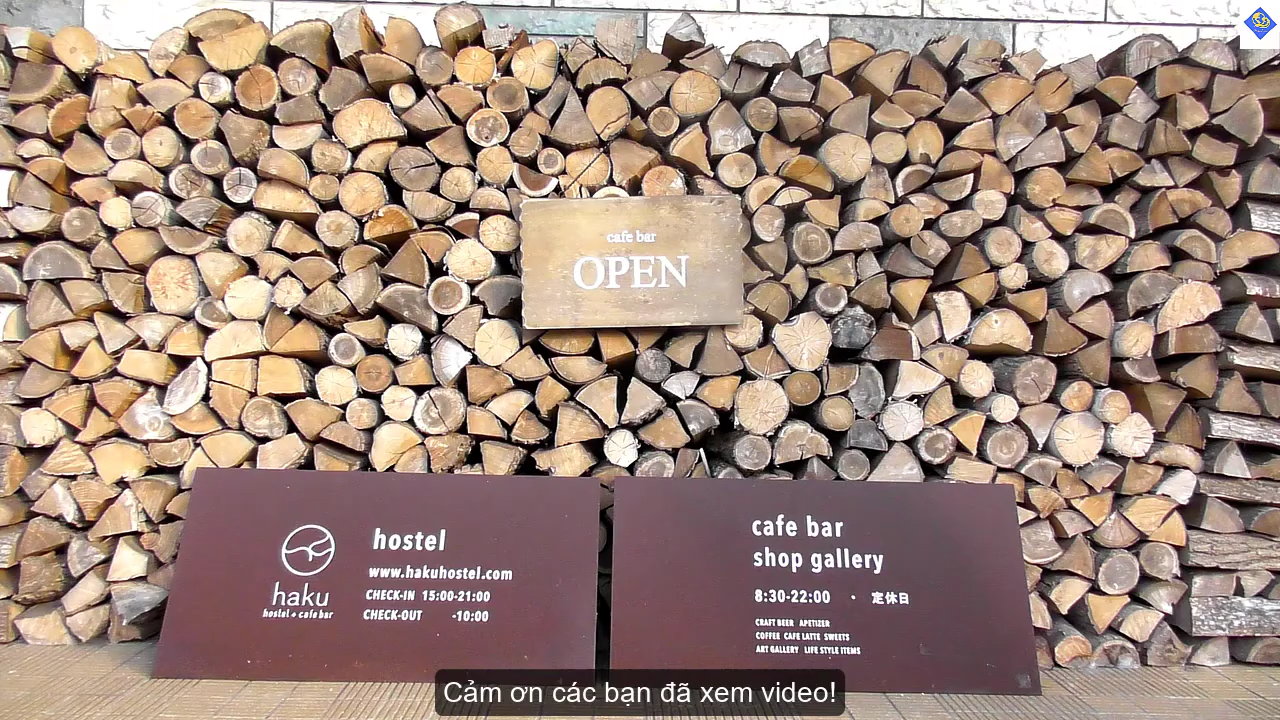 cafe bar
OPEN
hostel
www.hakuhostel.com
CHECK-IN 15:00-21:00
CHECK-OUT -10:00
haku
hostel + cafe bar
cafe bar
shop gallery
8:30-22:00 ・ 定休日
CRAFT BEER APETIZER
COFFEE CAFE LATTE SWEETS
ART GALLERY LIFE STYLE ITEMS
Cảm ơn các bạn đã xem video!